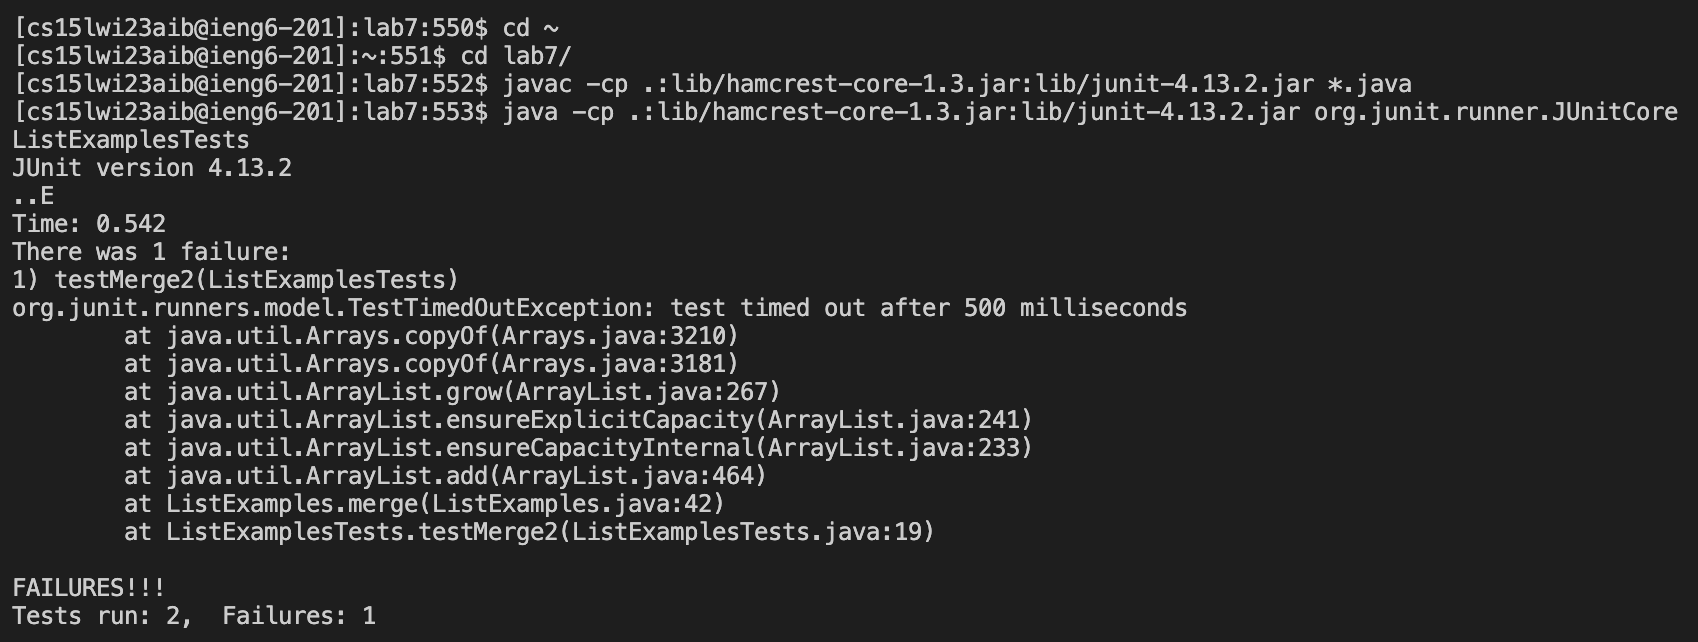 [cs15lwi23aib@ieng6-201]:lab7:550$ cd ~
[cs15lwi23aib@ieng6-201]:~:551$ cd lab7/
[cs15lwi23aib@ieng6-201]:lab7:552$ javac -cp .:lib/hamcrest-core-1.3.jar:lib/junit-4.13.2.jar *.java
[cs15lwi23aib@ieng6-201]:lab7:553$ java -cp .:lib/hamcrest-core-1.3.jar:lib/junit-4.13.2.jar org.junit.runner.JUnitCore
ListExamplesTests
JUnit version 4.13.2
..E
Time: 0.542
There was 1 failure:
1) testMerge2(ListExamplesTests)
org.junit.runners.model.TestTimedOutException: test timed out after 500 milliseconds
        at java.util.Arrays.copyOf(Arrays.java:3210)
        at java.util.Arrays.copyOf(Arrays.java:3181)
        at java.util.ArrayList.grow(ArrayList.java:267)
        at java.util.ArrayList.ensureExplicitCapacity(ArrayList.java:241)
        at java.util.ArrayList.ensureCapacityInternal(ArrayList.java:233)
        at java.util.ArrayList.add(ArrayList.java:464)
        at ListExamples.merge(ListExamples.java:42)
        at ListExamplesTests.testMerge2(ListExamplesTests.java:19)

FAILURES!!!
Tests run: 2,  Failures: 1